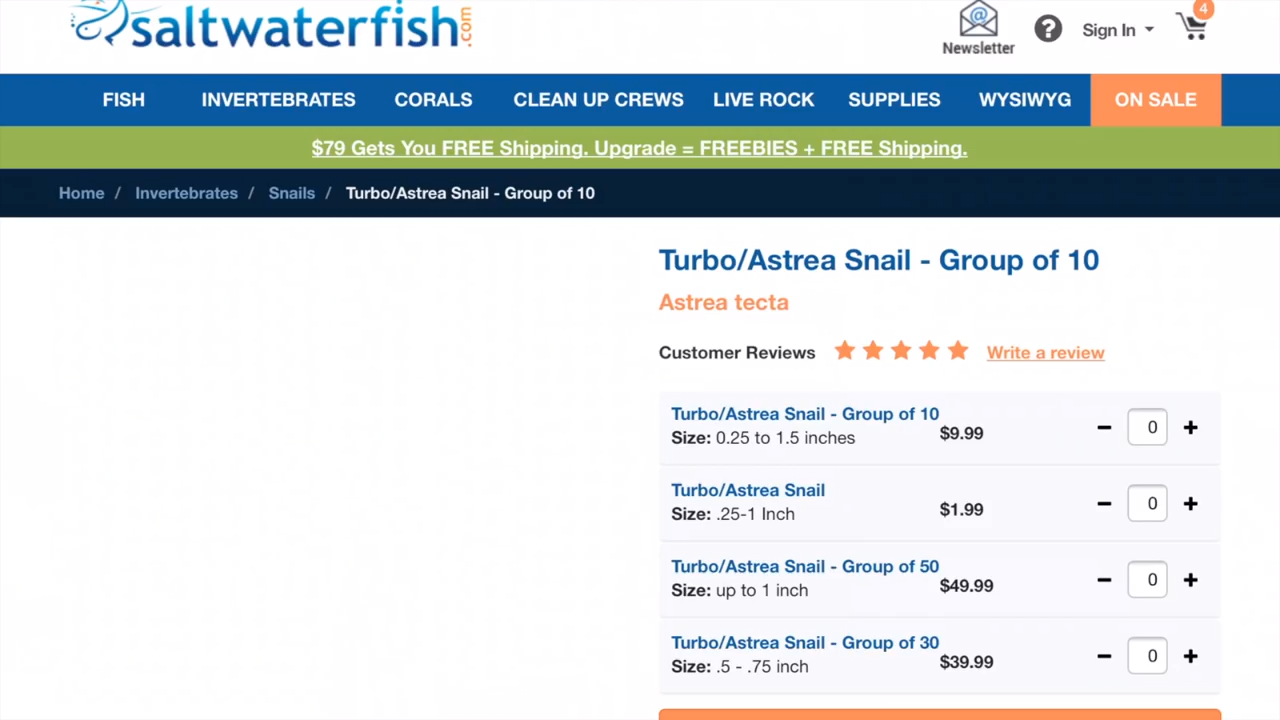 saltwaterfish.com
Newsletter
?
Sign In
4
FISH INVERTEBRATES CORALS CLEAN UP CREWS LIVE ROCK SUPPLIES WYSIWYG ON SALE
$79 Gets You FREE Shipping. Upgrade = FREEBIES + FREE Shipping.
Home / Invertebrates / Snails / Turbo/Astrea Snail - Group of 10
Turbo/Astrea Snail - Group of 10
Astrea tecta
Customer Reviews Write a review
Turbo/Astrea Snail - Group of 10
Size: 0.25 to 1.5 inches
$9.99
0
Turbo/Astrea Snail
Size: .25-1 Inch
$1.99
0
Turbo/Astrea Snail - Group of 50
Size: up to 1 inch
$49.99
0
Turbo/Astrea Snail - Group of 30
Size: .5 - .75 inch
$39.99
0